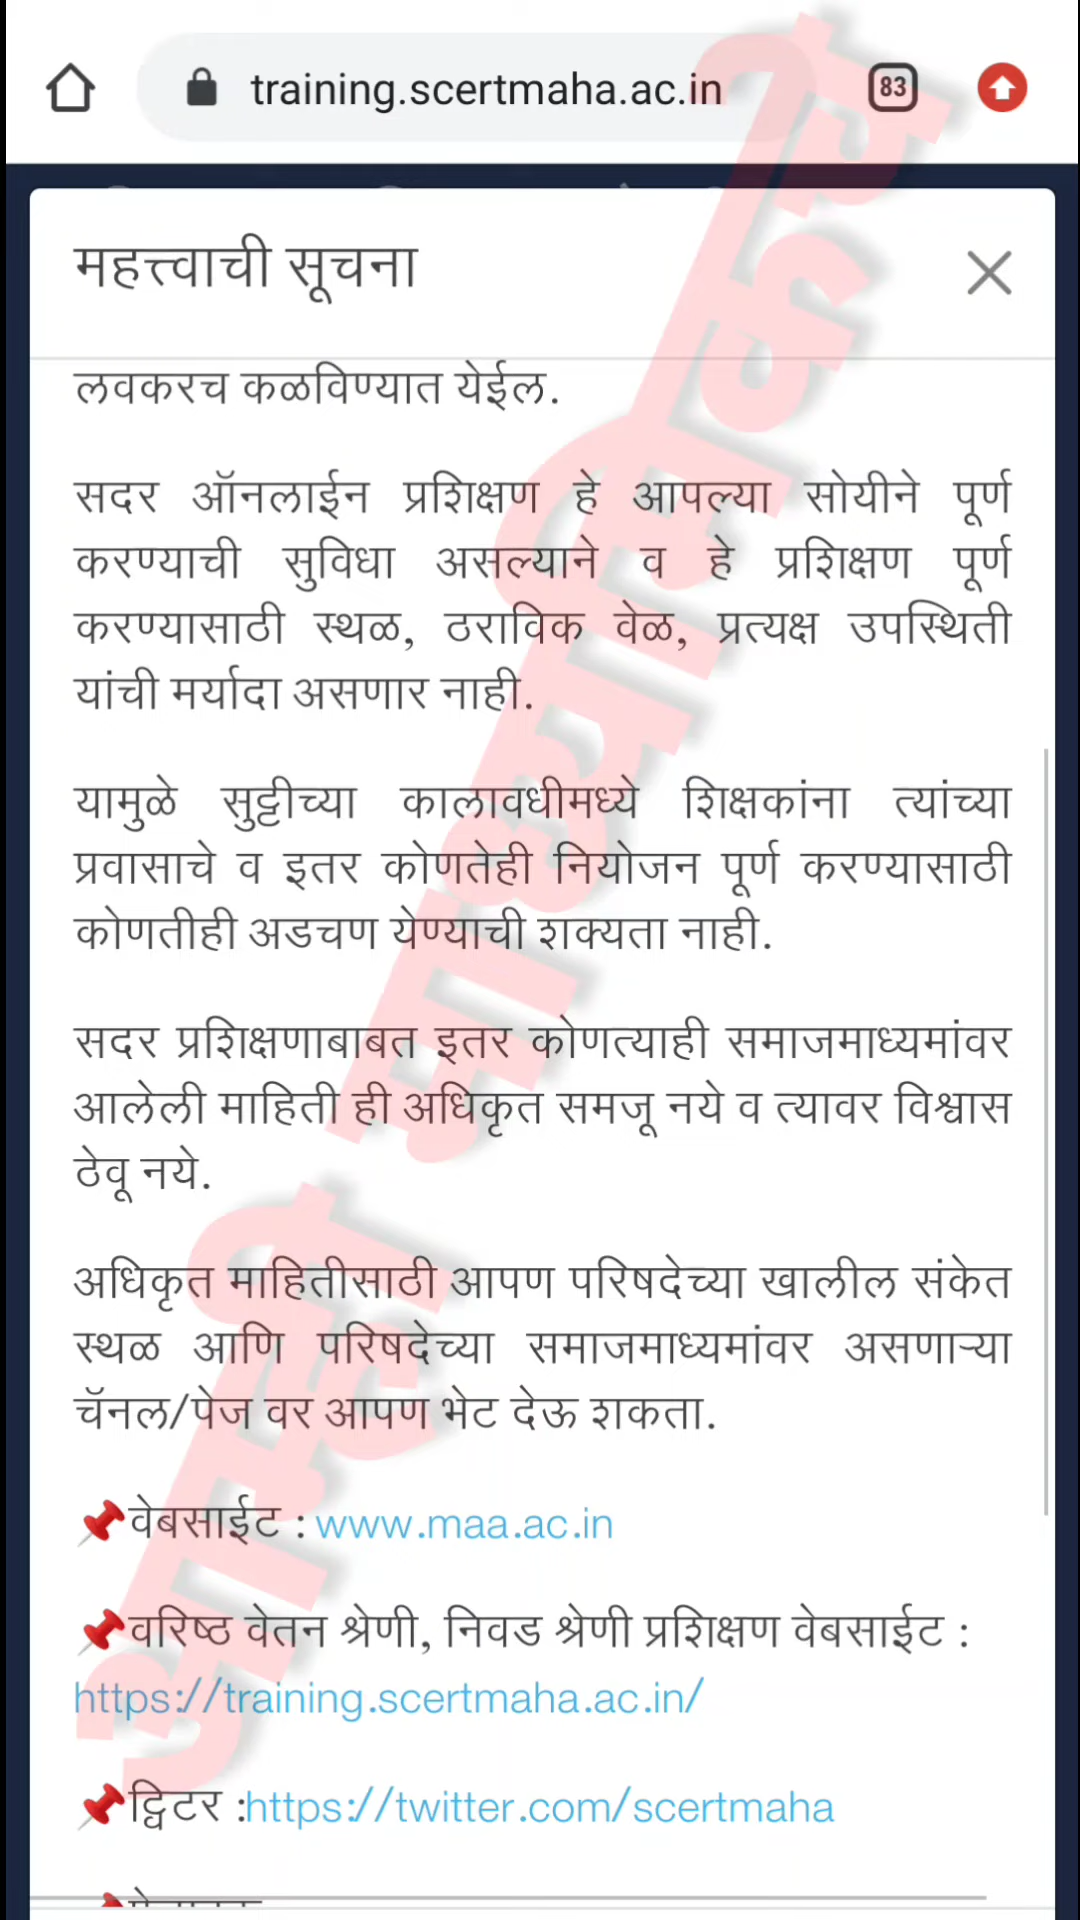 training.scertmaha.ac.in
83
महत्त्वाची सूचना
लवकरच कळविण्यात येईल.
सदर ऑनलाईन प्रशिक्षण हे आपल्या सोयीने पूर्ण
करण्याची सुविधा असल्याने व हे प्रशिक्षण पूर्ण
करण्यासाठी स्थळ, ठराविक वेळ, प्रत्यक्ष उपस्थिती
यांची मर्यादा असणार नाही.
यामुळे सुट्टीच्या कालावधीमध्ये शिक्षकांना त्यांच्या
प्रवासाचे व इतर कोणतेही नियोजन पूर्ण करण्यासाठी
कोणतीही अडचण येण्याची शक्यता नाही.
सदर प्रशिक्षणाबाबत इतर कोणत्याही समाजमाध्यमांवर
आलेली माहिती ही अधिकृत समजू नये व त्यावर विश्वास
ठेवू नये.
अधिकृत माहितीसाठी आपण परिषदेच्या खालील संकेत
स्थळ आणि परिषदेच्या समाजमाध्यमांवर असणाऱ्या
चॅनल/पेज वर आपण भेट देऊ शकता.
📌वेबसाईट : www.maa.ac.in
📌वरिष्ठ वेतन श्रेणी, निवड श्रेणी प्रशिक्षण वेबसाईट :
https://training.scertmaha.ac.in/
📌ट्विटर :https://twitter.com/scertmaha
आम्ही माध्यमिकचे